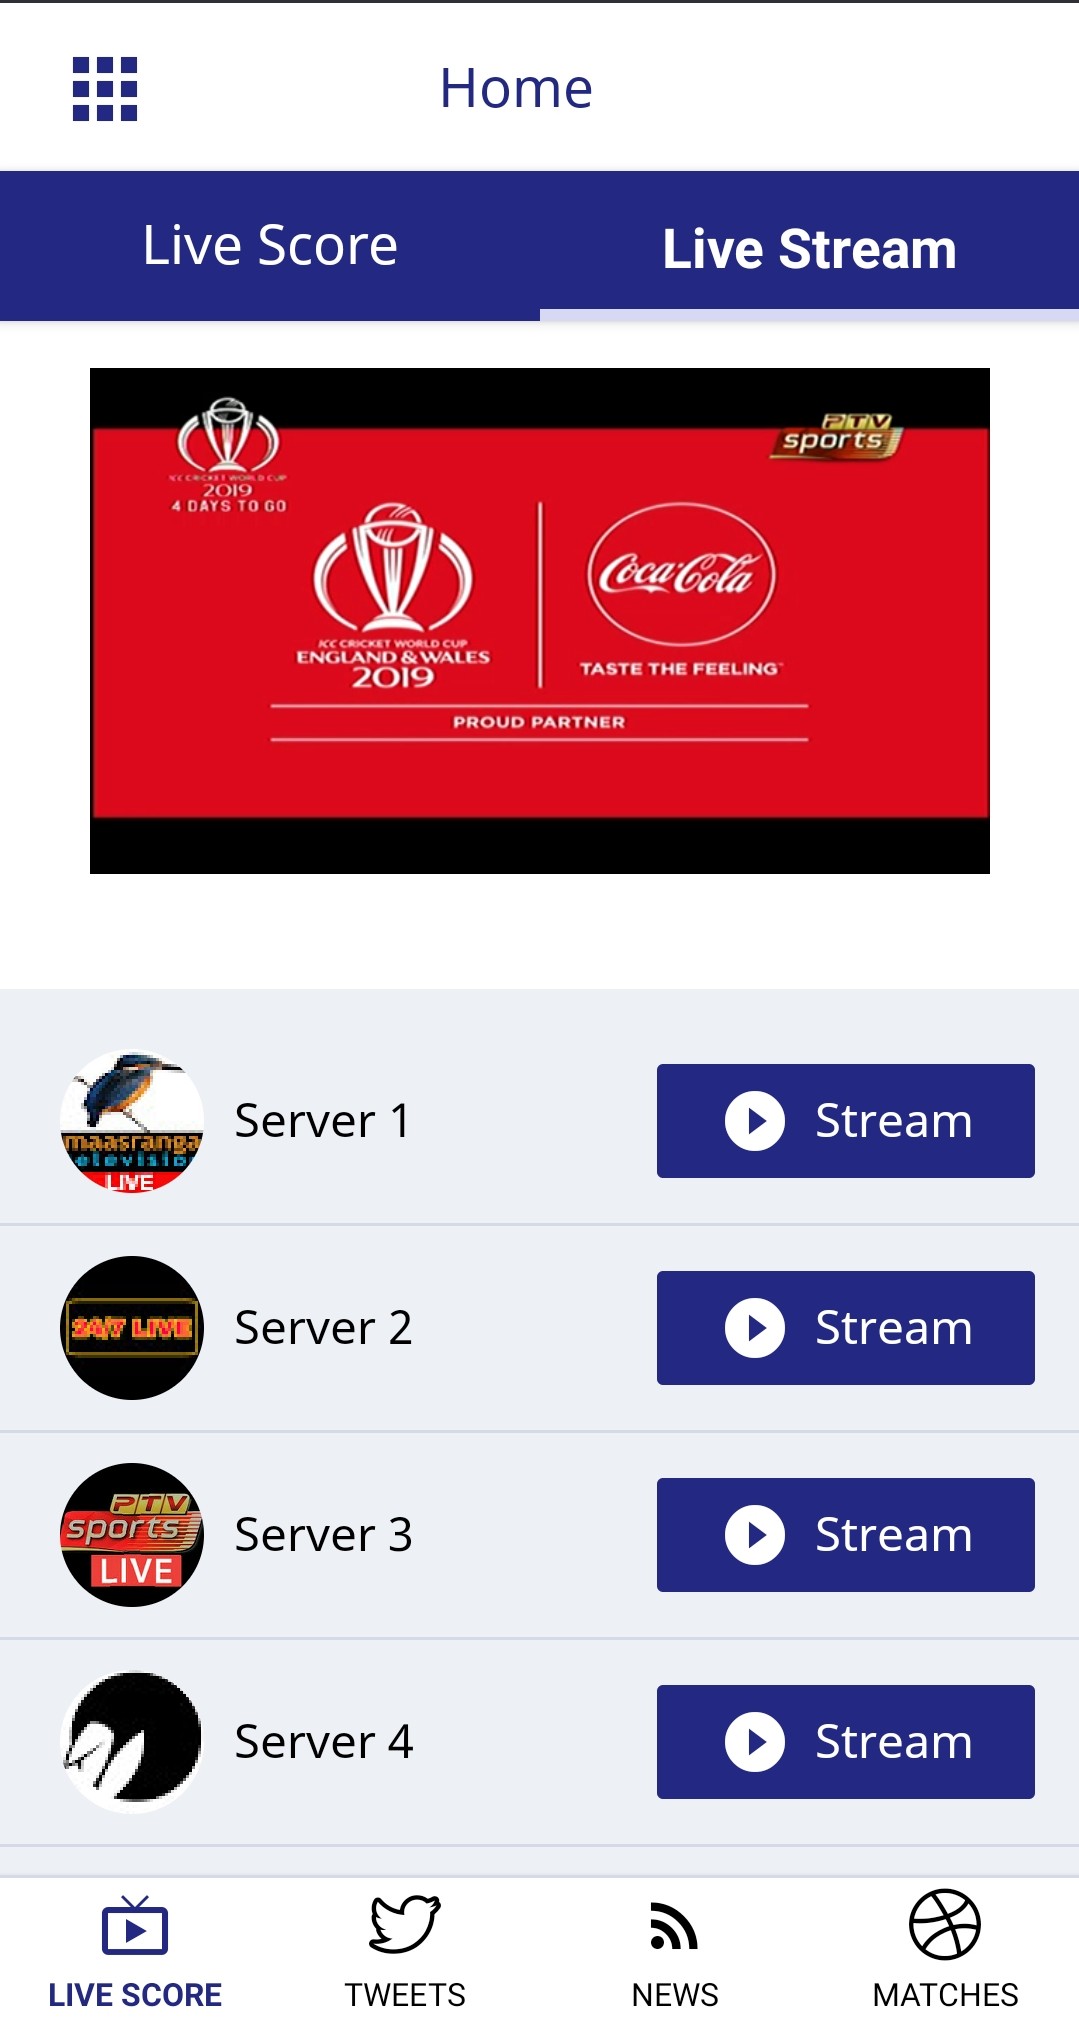 Home
Live Score
Live Stream
ICC CRICKET WORLD CUP
2019
4 DAYS TO GO
PTV
sports
ICC CRICKET WORLD CUP
ENGLAND & WALES
2019
Coca-Cola
TASTE THE FEELING
PROUD PARTNER
maasranga
television
LIVE
Server 1
Stream
24/7 LIVE
Server 2
Stream
PTV
sports
LIVE
Server 3
Stream
Server 4
Stream
LIVE SCORE
TWEETS
NEWS
MATCHES